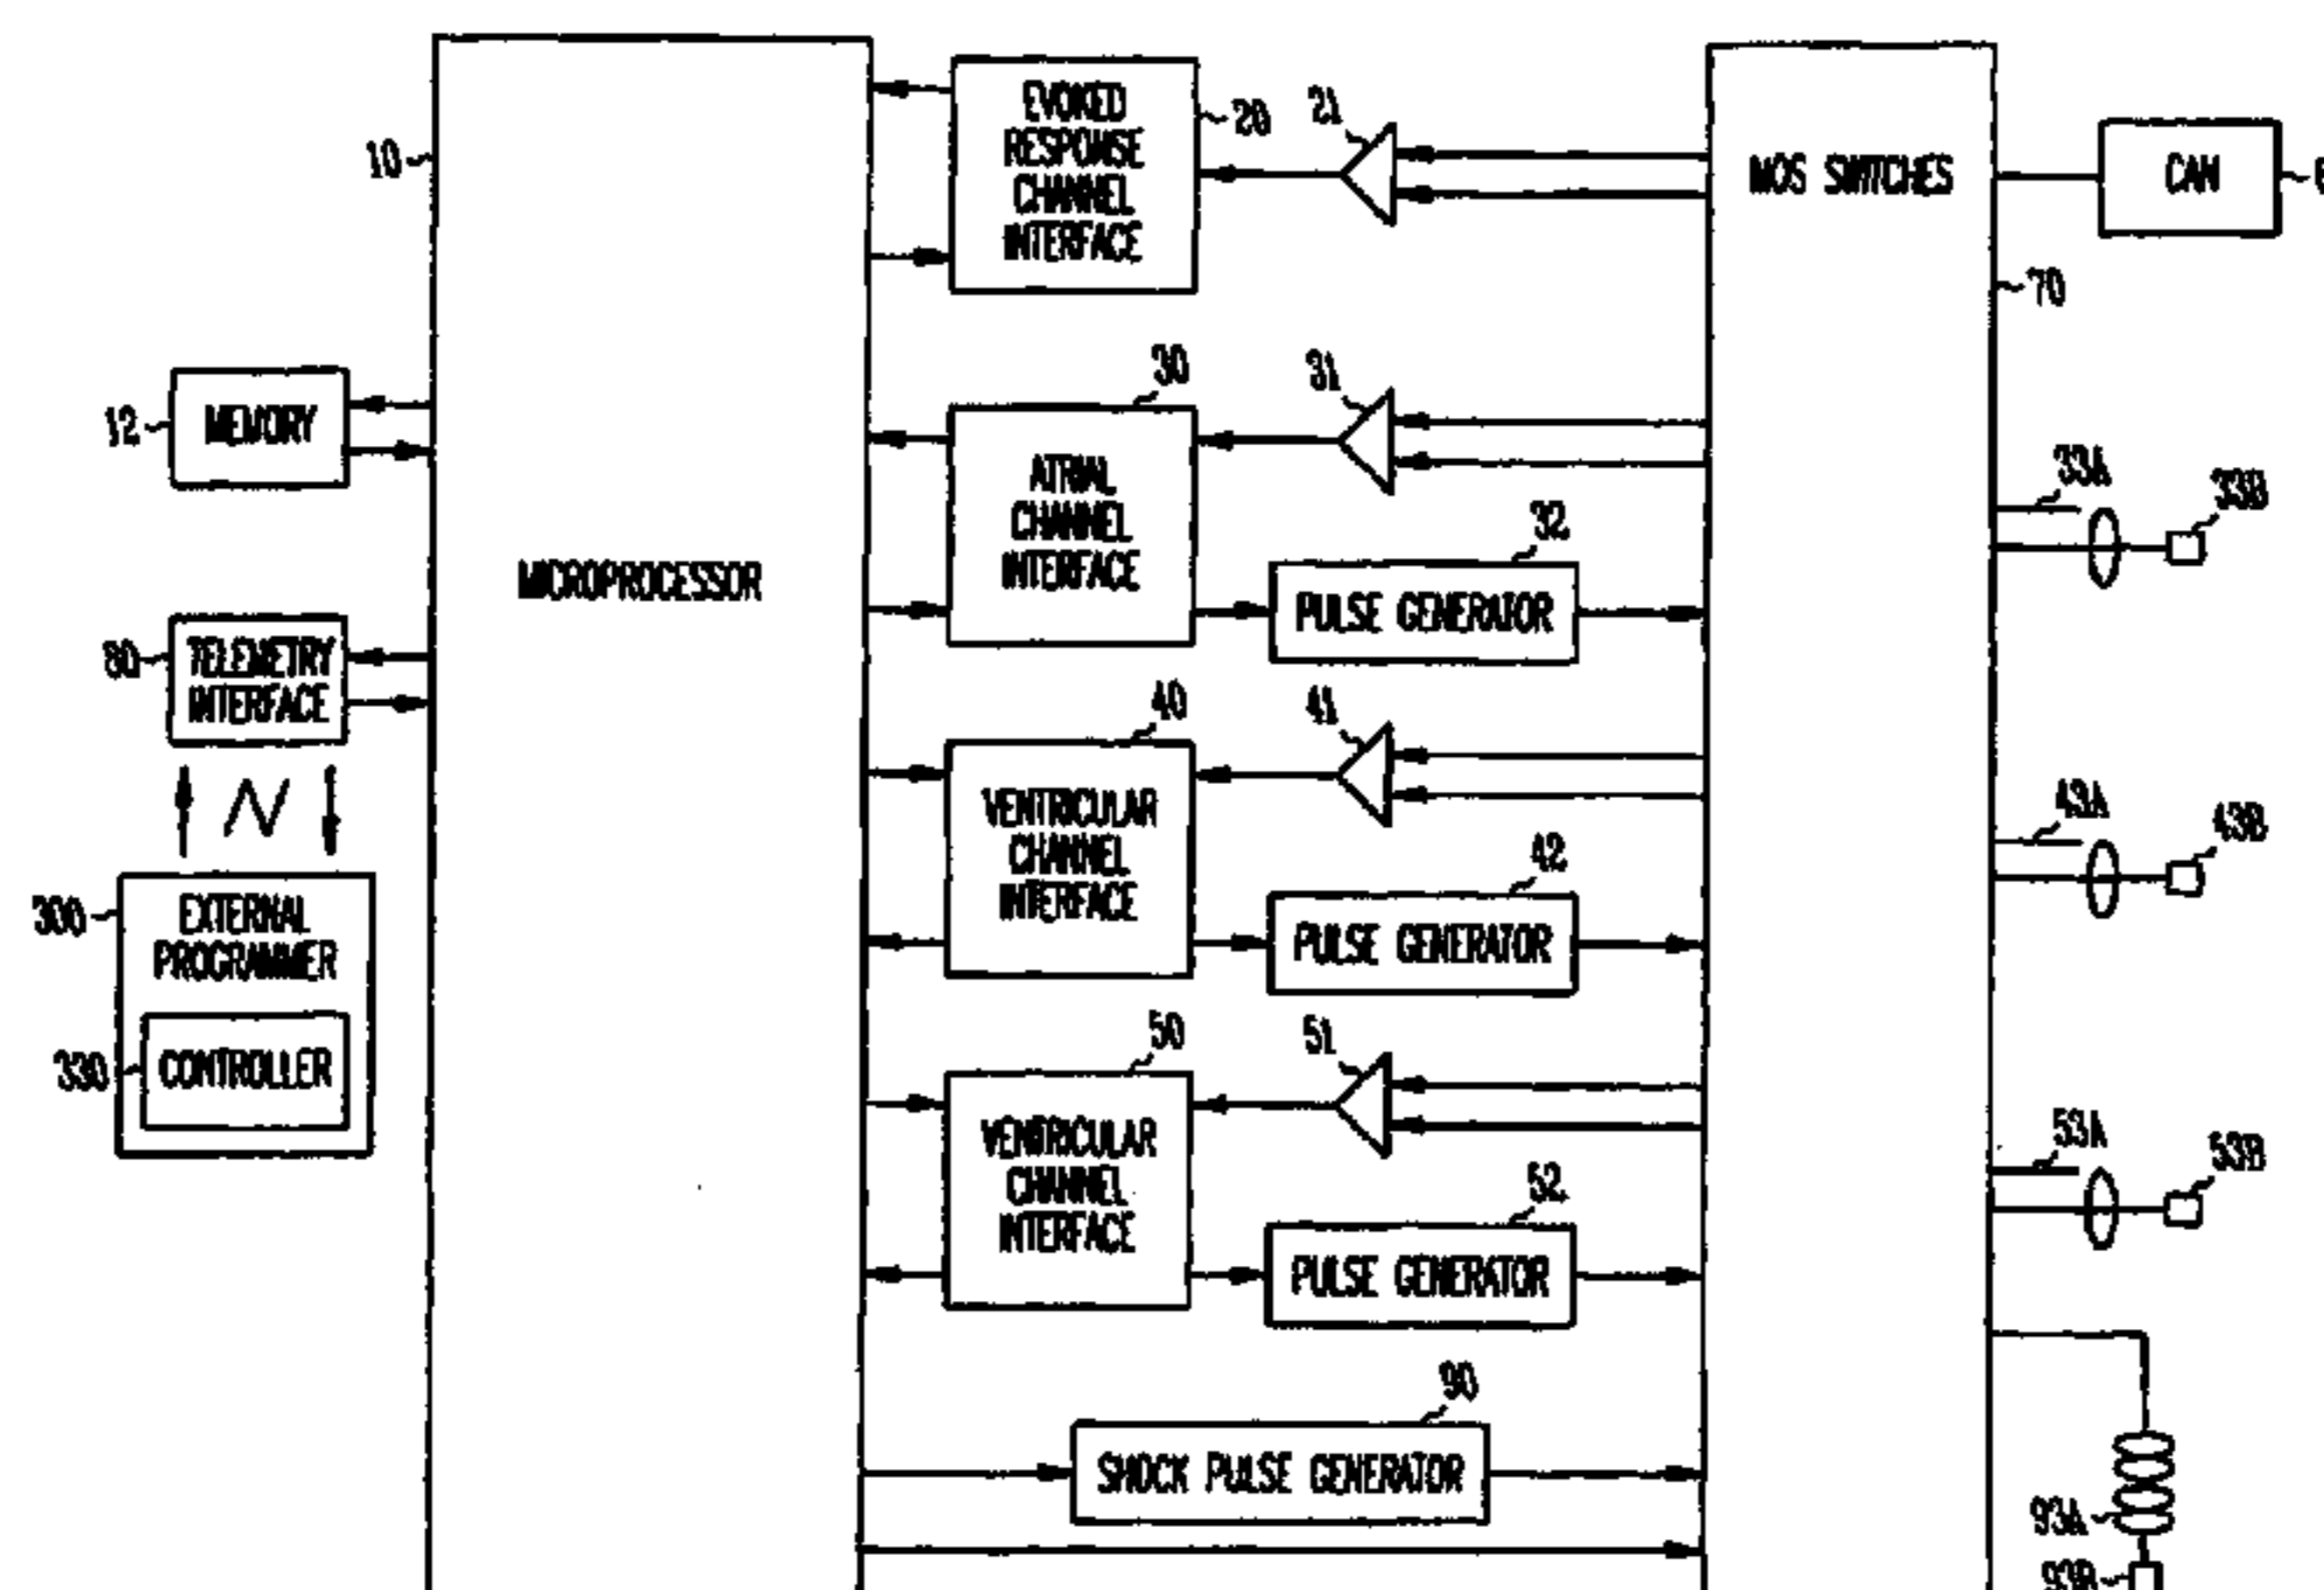 10
MICROPROCESSOR
EVOKED
RESPONSE
CHANNEL
INTERFACE
20
21
MOS SWITCHES
CAN
70
12
MEMORY
80
TELEMETRY
INTERFACE
300
EXTERNAL
PROGRAMMER
330
CONTROLLER
30
ATRIAL
CHANNEL
INTERFACE
31
32
PULSE GENERATOR
33A
33B
40
VENTRICULAR
CHANNEL
INTERFACE
41
42
PULSE GENERATOR
43A
43B
50
VENTRICULAR
CHANNEL
INTERFACE
51
52
PULSE GENERATOR
53A
53B
90
SHOCK PULSE GENERATOR
93A
93B